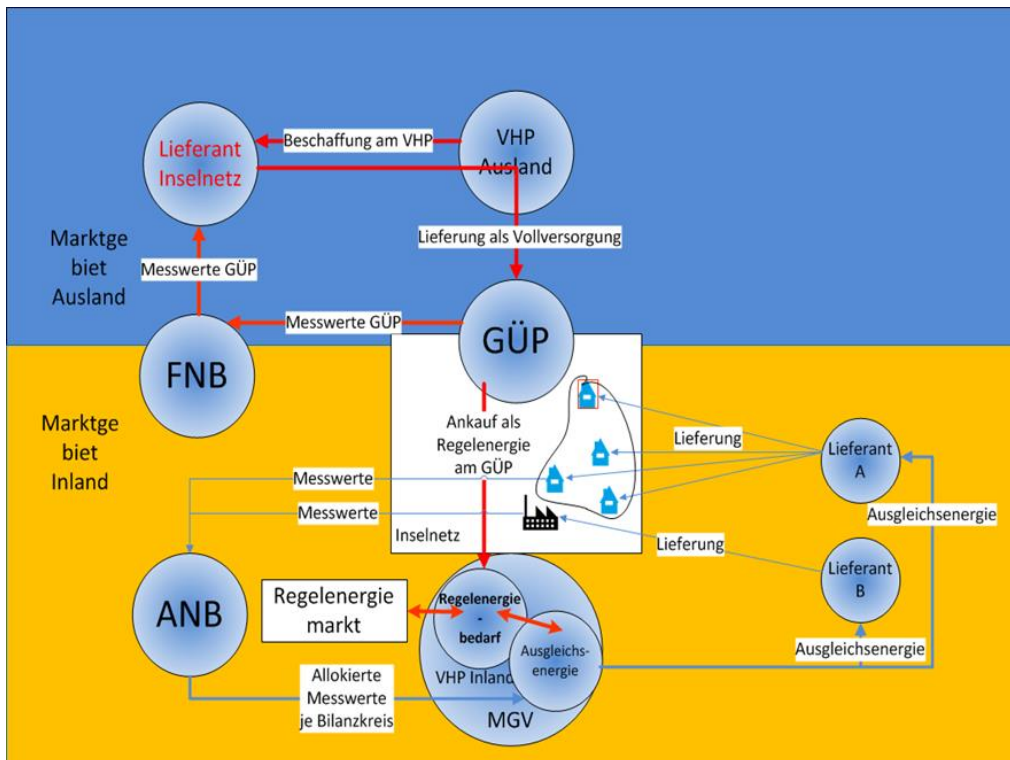 Lieferant
Inselnetz
Beschaffung am VHP
VHP
Ausland
Lieferung als Vollversorgung
Marktge
biet
Ausland
Messwerte GÜP
Messwerte GÜP
GÜP
FNB
Marktge
biet
Inland
Ankauf als
Regelenergie
am GÜP
Lieferung
Lieferant
A
Messwerte
Messwerte
Ausgleichsenergie
Inselnetz
Lieferung
Lieferant
B
ANB
Regelenergie
markt
Regelenergie
-
bedarf
Ausgleichs-
energie
Ausgleichsenergie
VHP Inland
MGV
Allokierte
Messwerte
je Bilanzkreis